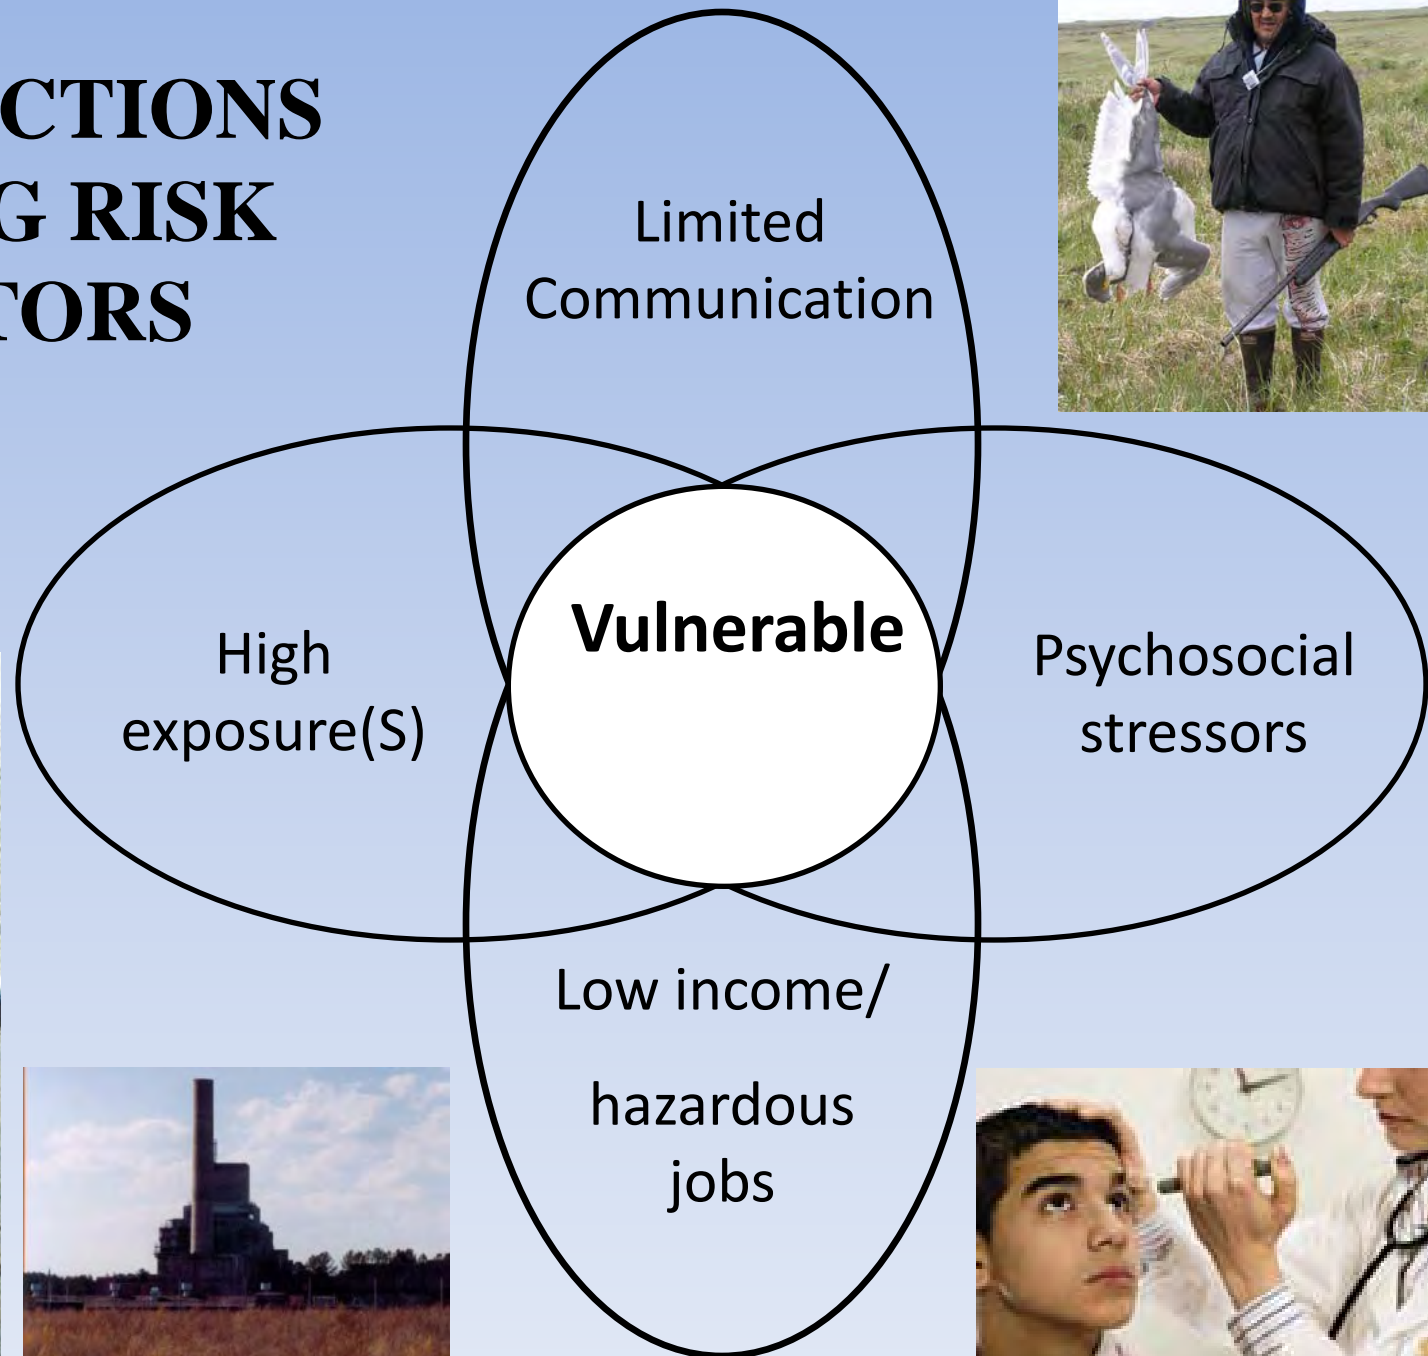 CTIONS
G RISK
TORS
Limited
Communication
High
exposure(S)
Vulnerable
Psychosocial
stressors
Low income/
hazardous
jobs